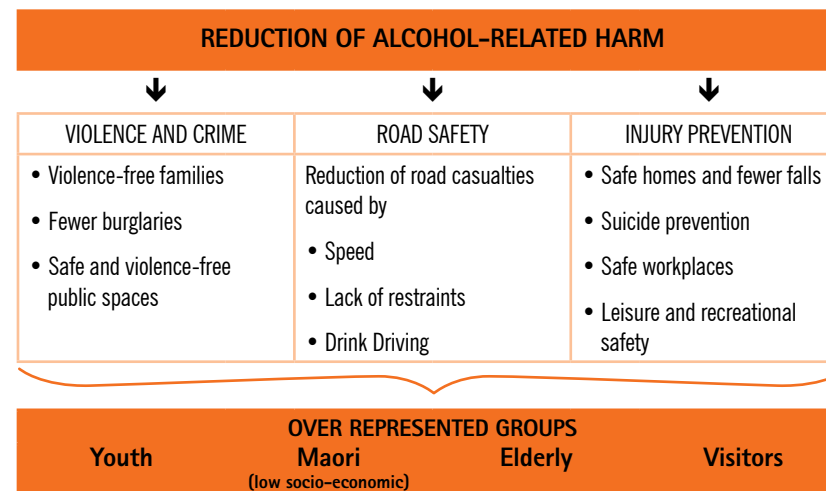 REDUCTION OF ALCOHOL-RELATED HARM
VIOLENCE AND CRIME
• Violence-free families
• Fewer burglaries
• Safe and violence-free
public spaces
ROAD SAFETY
Reduction of road casualties
caused by
• Speed
• Lack of restraints
• Drink Driving
INJURY PREVENTION
• Safe homes and fewer falls
• Suicide prevention
• Safe workplaces
• Leisure and recreational
safety
OVER REPRESENTED GROUPS
Youth Maori Elderly Visitors
(low socio-economic)